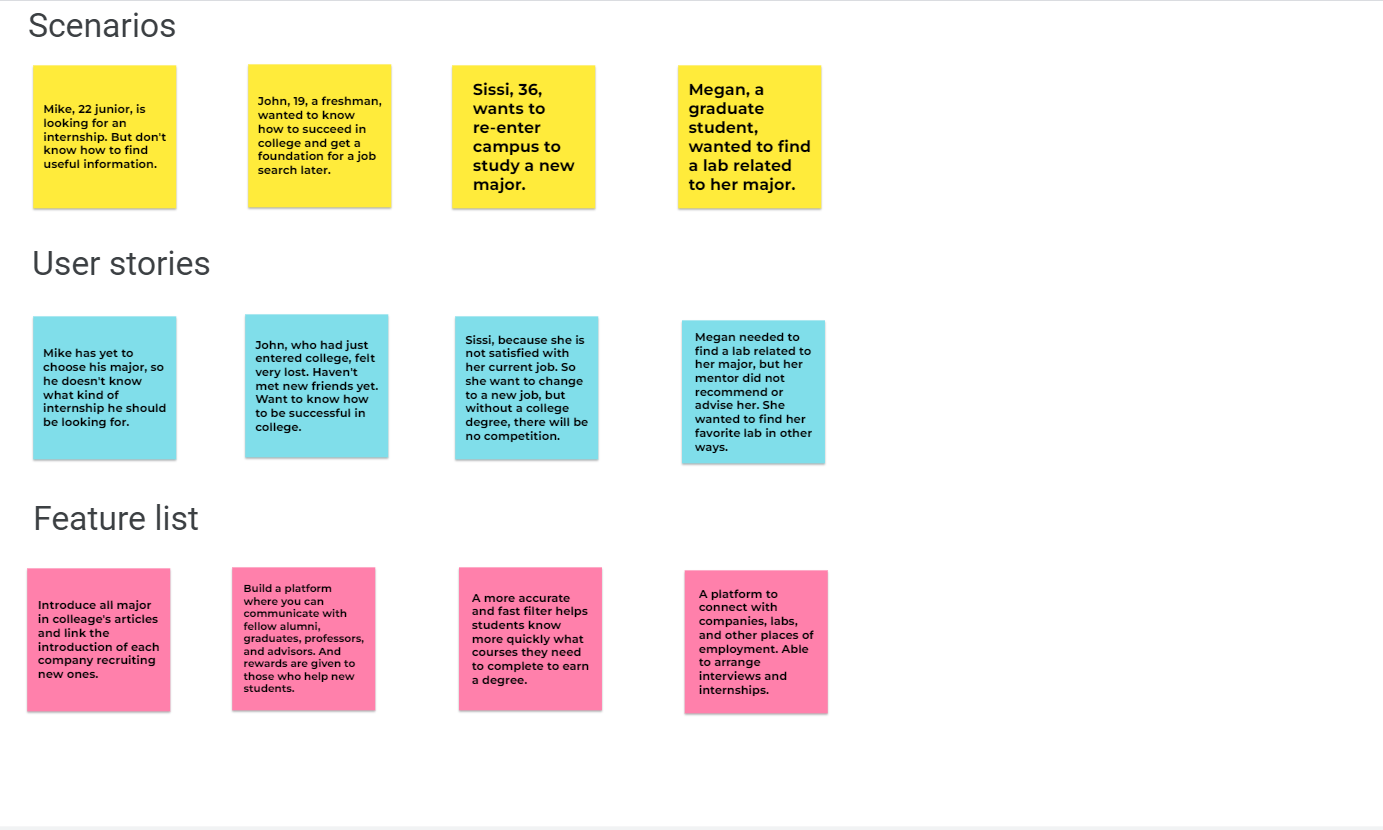 Scenarios
Mike, 22 junior, is
looking for an
internship. But don't
know how to find
useful information.
John, 19, a freshman,
wanted to know
how to succeed in
college and get a
foundation for a job
search later.
Sissi, 36,
wants to
re-enter
campus to
study a new
major.
Megan, a
graduate
student,
wanted to find
a lab related
to her major.
User stories
Mike has yet to
choose his major, so
he doesn't know
what kind of
internship he should
be looking for.
John, who had just
entered college, felt
very lost. Haven't
met new friends yet.
Want to know how
to be successful in
college.
Sissi, because she is
not satisfied with
her current job. So
she want to change
to a new job, but
without a college
degree, there will be
no competition.
Megan needed to
find a lab related to
her major, but her
mentor did not
recommend or
advise her. She
wanted to find her
favorite lab in other
ways.
Feature list
Introduce all major
in colleage's articles
and link the
introduction of each
company recruiting
new ones.
Build a platform
where you can
communicate with
fellow alumni,
graduates, professors,
and advisors. And
rewards are given to
those who help new
students.
A more accurate
and fast filter helps
students know
more quickly what
courses they need
to complete to earn
a degree.
A platform to
connect with
companies, labs,
and other places of
employment. Able
to arrange
interviews and
internships.